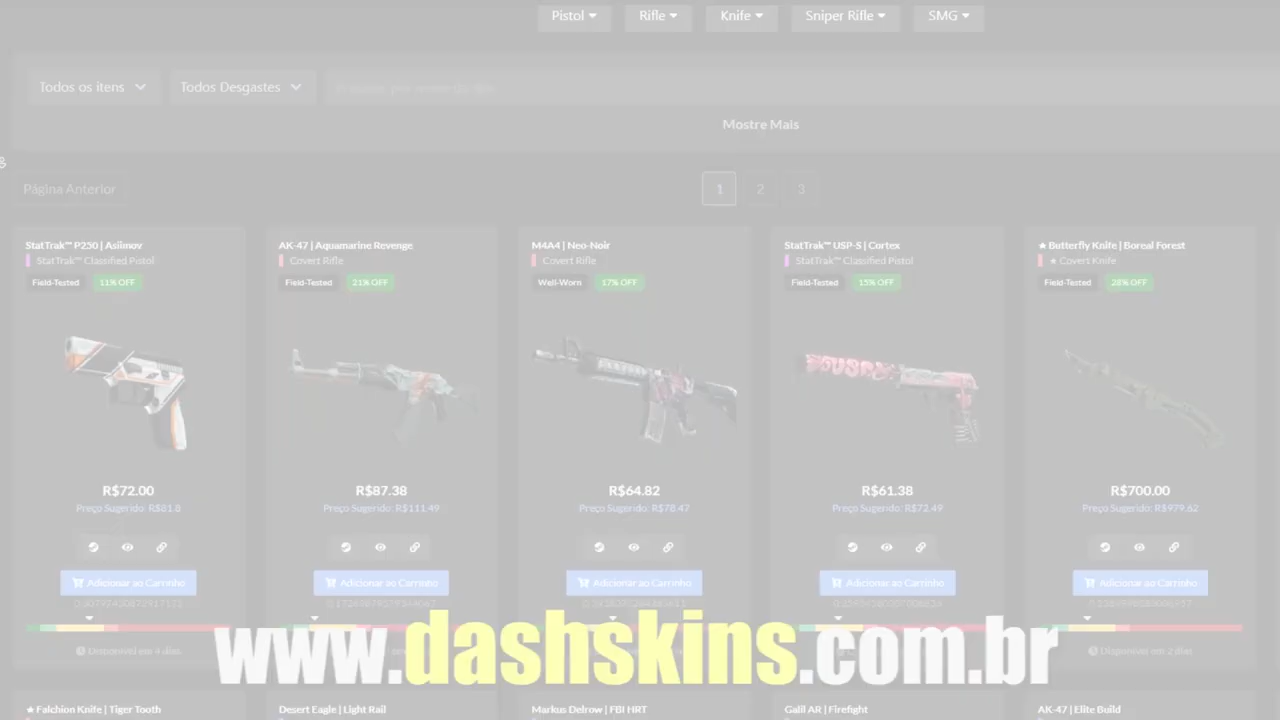 Pistol Rifle Knife Sniper Rifle SMG
Todos os itens Todos Desgastes
Mostre Mais
Página Anterior 1 2 3
StatTrak™ P250 | Asiimov AK-47 | Aquamarine Revenge M4A4 | Neo-Noir StatTrak™ USP-S | Cortex ★ Butterfly Knife | Boreal Forest
StatTrak™ Classified Pistol Covert Rifle Covert Rifle StatTrak™ Classified Pistol ★ Covert Knife
Field-Tested 11% OFF Field-Tested 21% OFF Well-Worn 17% OFF Field-Tested 15% OFF Field-Tested 28% OFF
R$72.00 R$87.38 R$64.82 R$61.38 R$700.00
Preço Sugerido: R$81.8 Preço Sugerido: R$111.49 Preço Sugerido: R$78.47 Preço Sugerido: R$72.49 Preço Sugerido: R$979.62
Adicionar ao Carrinho Adicionar ao Carrinho Adicionar ao Carrinho Adicionar ao Carrinho Adicionar ao Carrinho
www.dashskins.com.br
Disponível em 4 dias Disponível em 2 dias
★ Falchion Knife | Tiger Tooth Desert Eagle | Light Rail Markus Delrow | FBI HRT Galil AR | Firefight AK-47 | Elite Build